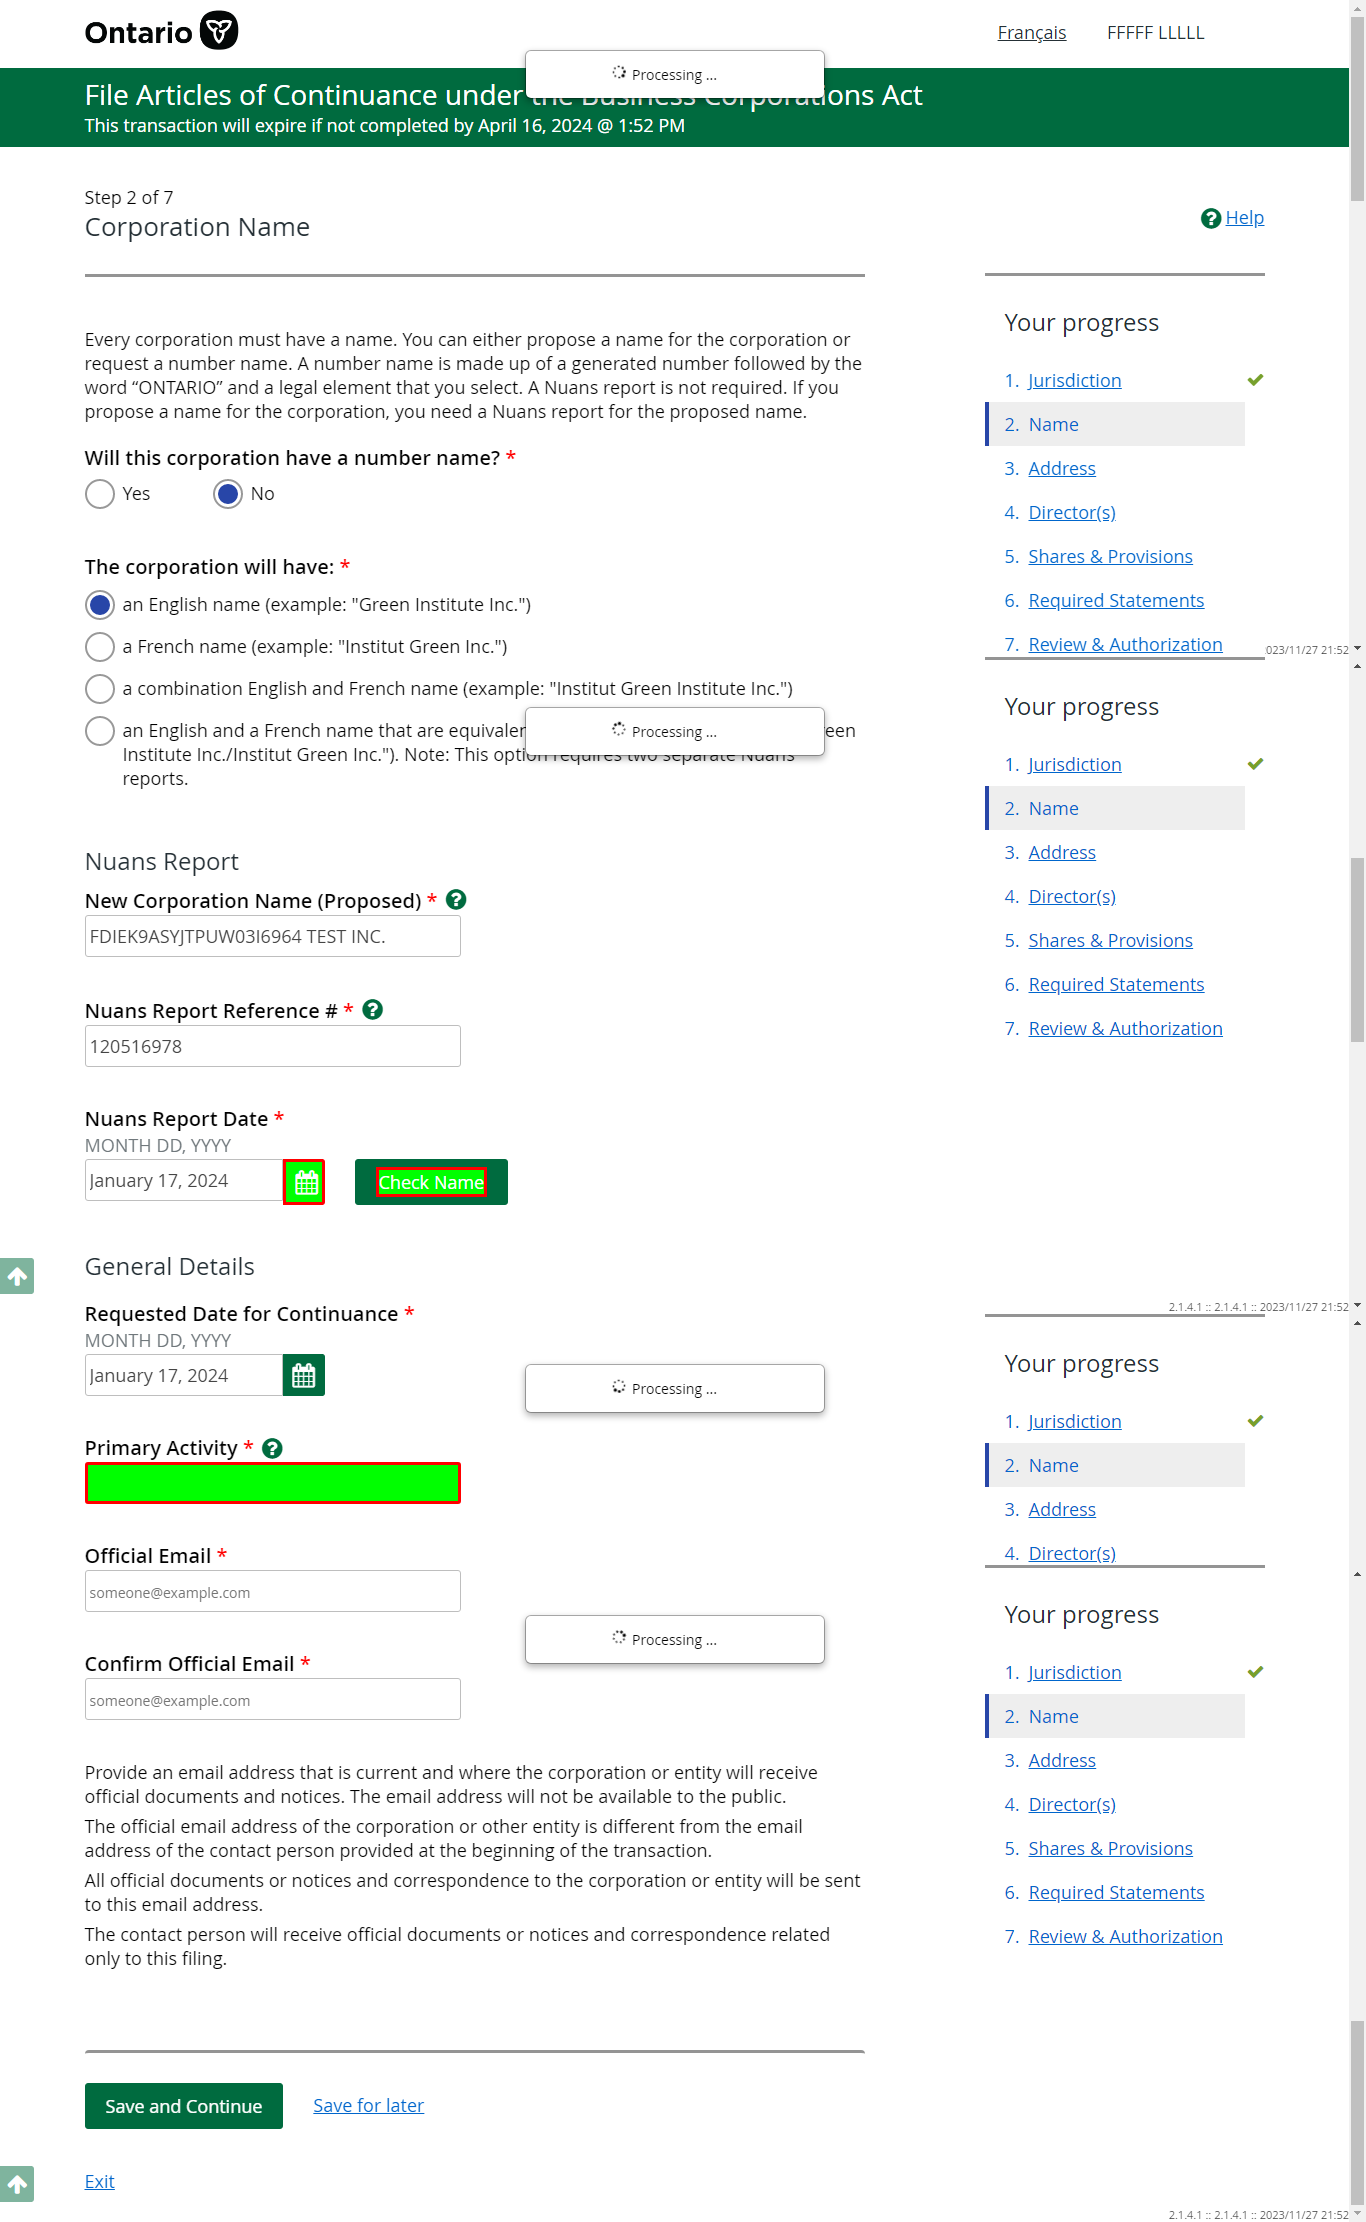 Ontario
Français
FFFFF LLLLL
Processing ...
File Articles of Continuance under the Business Corporations Act
This transaction will expire if not completed by April 16, 2024 @ 1:52 PM
Step 2 of 7
Corporation Name
Help
Every corporation must have a name. You can either propose a name for the corporation or
request a number name. A number name is made up of a generated number followed by the
word “ONTARIO” and a legal element that you select. A Nuans report is not required. If you
propose a name for the corporation, you need a Nuans report for the proposed name.
Will this corporation have a number name? *
Yes
No
The corporation will have: *
an English name (example: "Green Institute Inc.")
a French name (example: "Institut Green Inc.")
a combination English and French name (example: "Institut Green Institute Inc.")
an English and a French name that are
Processing ...
Institute Inc./Institut Green Inc."). Note: This option requires two separate Nuans
reports.
Your progress
1. Jurisdiction
2. Name
3. Address
4. Director(s)
5. Shares & Provisions
6. Required Statements
7. Review & Authorization
023/11/27 21:52
Your progress
1. Jurisdiction
2. Name
3. Address
4. Director(s)
5. Shares & Provisions
6. Required Statements
7. Review & Authorization
Nuans Report
New Corporation Name (Proposed) *
FDIEK9ASYJTPUW03I6964 TEST INC.
Nuans Report Reference # *
120516978
Nuans Report Date *
MONTH DD, YYYY
January 17, 2024
Check Name
General Details
2.1.4.1 :: 2.1.4.1 :: 2023/11/27 21:52
Requested Date for Continuance *
MONTH DD, YYYY
January 17, 2024
Processing ...
Primary Activity *
Official Email *
someone@example.com
Processing ...
Confirm Official Email *
someone@example.com
Your progress
1. Jurisdiction
2. Name
3. Address
4. Director(s)
Your progress
1. Jurisdiction
2. Name
3. Address
4. Director(s)
5. Shares & Provisions
6. Required Statements
7. Review & Authorization
Provide an email address that is current and where the corporation or entity will receive
official documents and notices. The email address will not be available to the public.
The official email address of the corporation or other entity is different from the email
address of the contact person provided at the beginning of the transaction.
All official documents or notices and correspondence to the corporation or entity will be sent
to this email address.
The contact person will receive official documents or notices and correspondence related
only to this filing.
Save and Continue
Save for later
Exit
2.1.4.1 :: 2.1.4.1 :: 2023/11/27 21:52